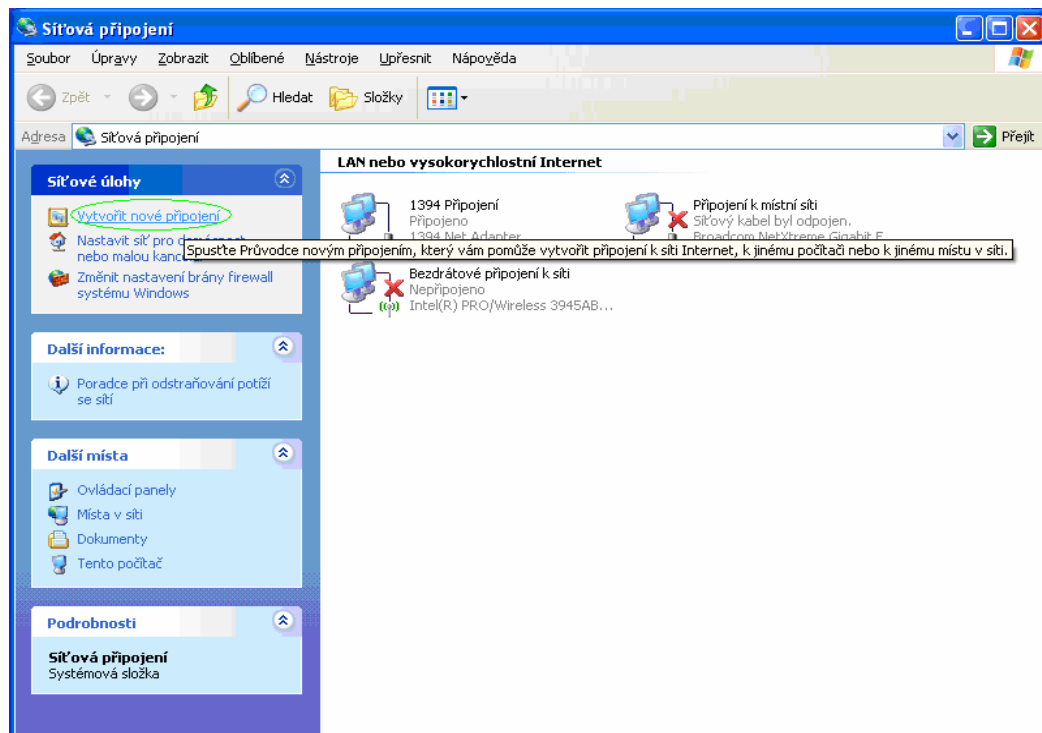 Síťová připojení
Soubor Úpravy Zobrazit Oblíbené Nástroje Upřesnit Nápověda
Zpět Hledat Složky
Adresa Síťová připojení Přejít
Síťové úlohy
Vytvořit nové připojení
Nastavit síť pro
nebo malou
Změnit nastavení brány firewall
systému Windows
Další informace:
Poradce při odstraňování potíží
se sítí
Další místa
Ovládací panely
Místa v síti
Dokumenty
Tento počítač
Podrobnosti
Síťová připojení
Systémová složka
LAN nebo vysokorychlostní Internet
1394 Připojení
Připojeno
1394 Net Adapter
Připojení k místní síti
Síťový kabel byl odpojen.
Broadcom NetXtreme Gigabit E...
Spusťte Průvodce novým připojením, který vám pomůže vytvořit připojení k síti Internet, k jinému počítači nebo k jinému místu v síti.
Bezdrátové připojení k síti
Nepřipojeno
Intel(R) PRO/Wireless 3945AB...